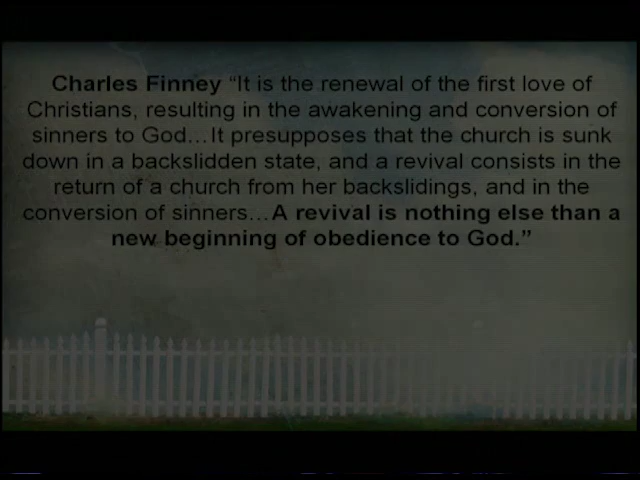 Charles Finney “It is the renewal of the first love of
Christians, resulting in the awakening and conversion of
sinners to God…It presupposes that the church is sunk
down in a backslidden state, and a revival consists in the
return of a church from her backslidings, and in the
conversion of sinners…A revival is nothing else than a
new beginning of obedience to God.”